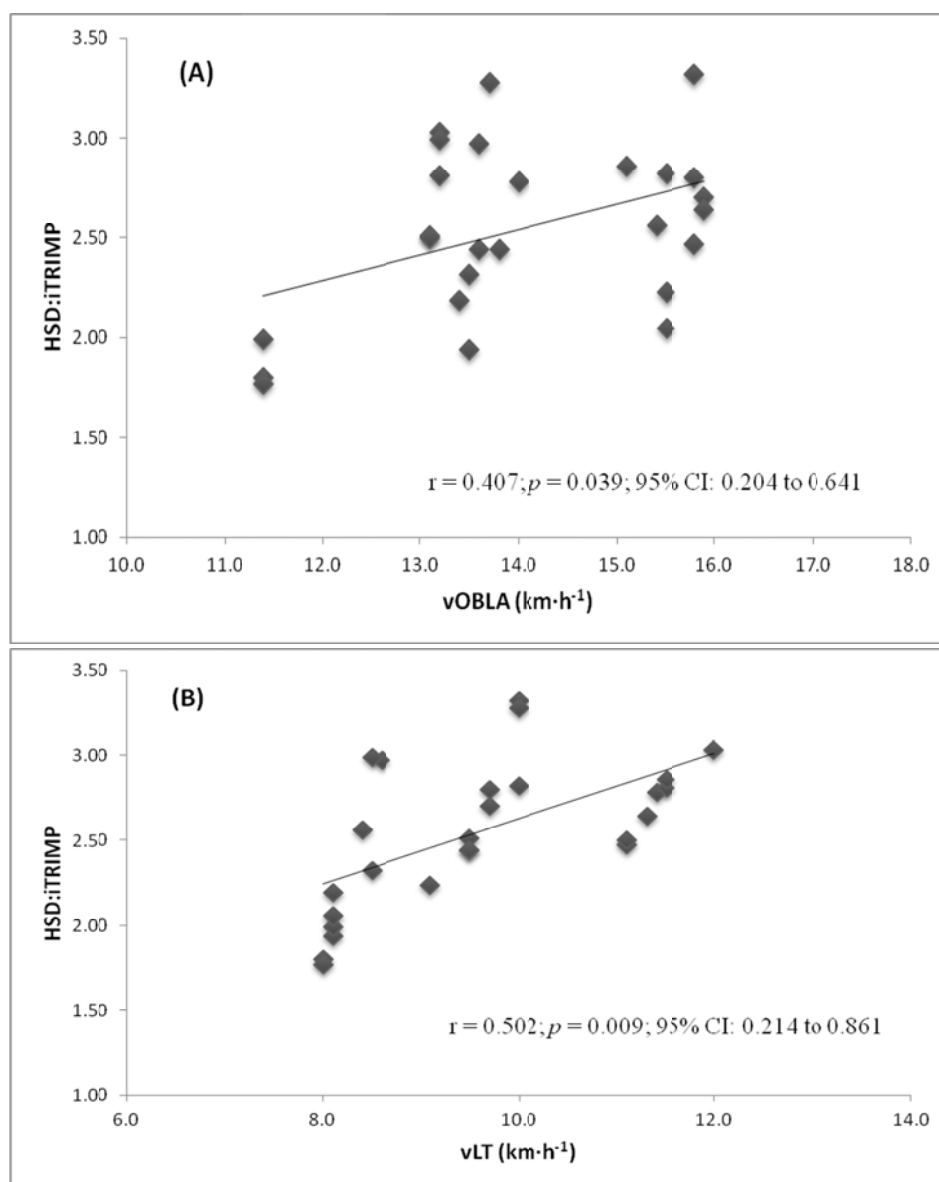 (A)
HSD:iTRIMP
3.50
3.00
2.50
2.00
1.50
1.00
r = 0.407; p = 0.039; 95% CI: 0.204 to 0.641
10.0 11.0 12.0 13.0 14.0 15.0 16.0 17.0 18.0
vOBLA (km·h⁻¹)
(B)
HSD:iTRIMP
3.50
3.00
2.50
2.00
1.50
1.00
r = 0.502; p = 0.009; 95% CI: 0.214 to 0.861
6.0 8.0 10.0 12.0 14.0
vLT (km·h⁻¹)